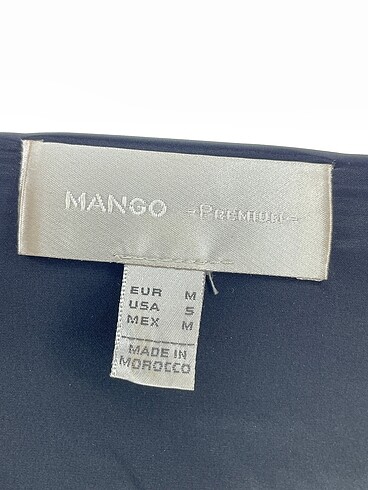 MANGO -PREMIUM-
EUR M
USA S
MEX M
MADE IN
MOROCCO